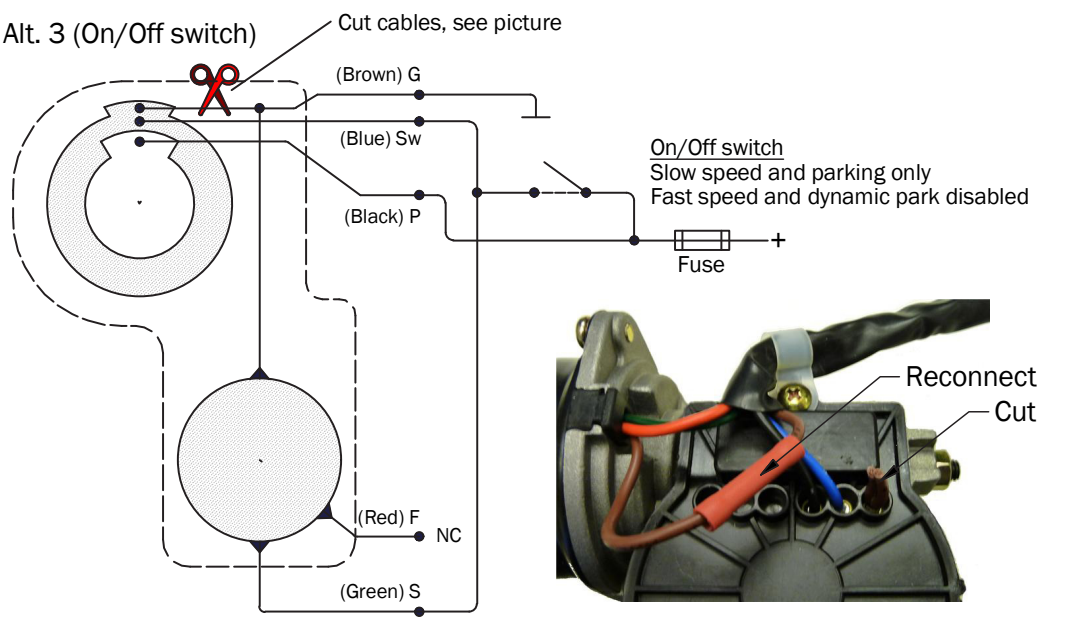 Alt. 3 (On/Off switch)
Cut cables, see picture
(Brown) G
(Blue) Sw
(Black) P
On/Off switch
Slow speed and parking only
Fast speed and dynamic park disabled
+
Fuse
Reconnect
Cut
(Red) F
NC
(Green) S